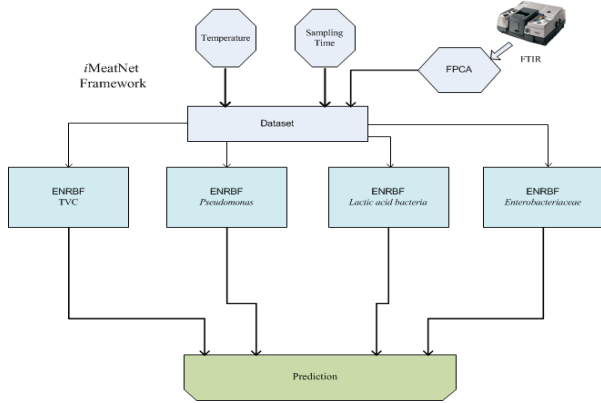 Temperature
Sampling
Time
iMeatNet
Framework
FPCA
FTIR
Dataset
ENRBF
TVC
ENRBF
Pseudomonas
ENRBF
Lactic acid bacteria
ENRBF
Enterobacteriaceae
Prediction